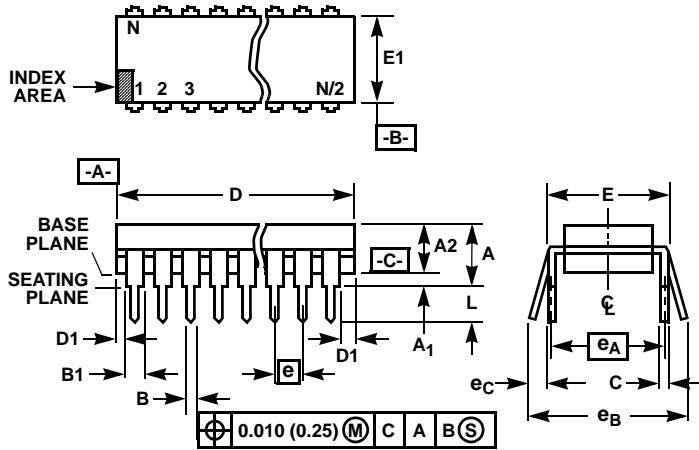 N
E1
INDEX
AREA
1 2 3 N/2
-B-
-A-
D
E
BASE
PLANE
A2
A
-C-
SEATING
PLANE
L
℄
D1
A1
D1
eA
B1
e
eC
C
B
eB
0.010 (0.25) Ⓜ C A B Ⓢ